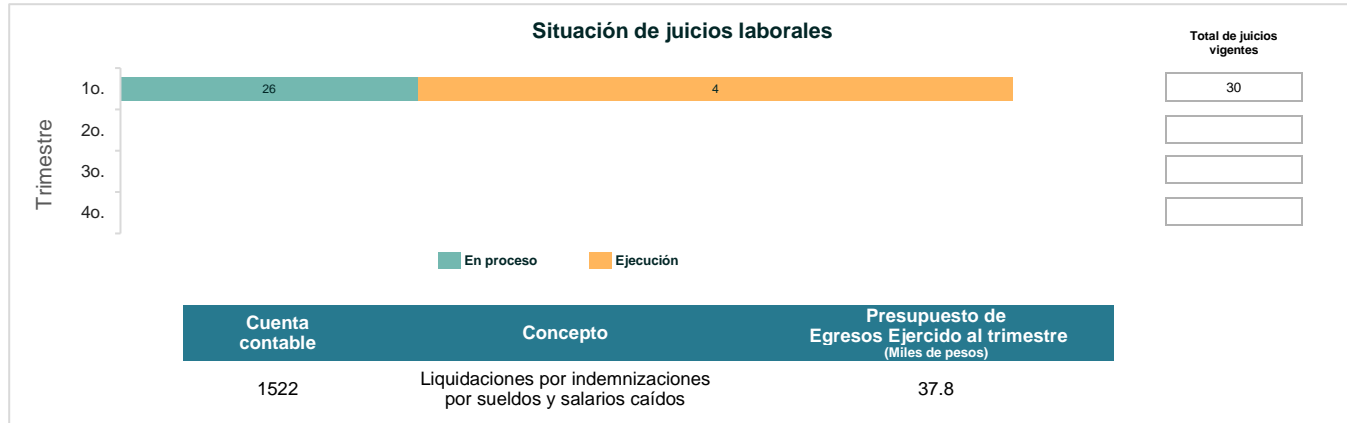 Situación de juicios laborales
Total de juicios
vigentes
Trimestre
1o.
26
4
30
2o.
3o.
4o.
En proceso
Ejecución
Cuenta
contable
Concepto
Presupuesto de
Egresos Ejercido al trimestre
(Miles de pesos)
1522
Liquidaciones por indemnizaciones
por sueldos y salarios caídos
37.8